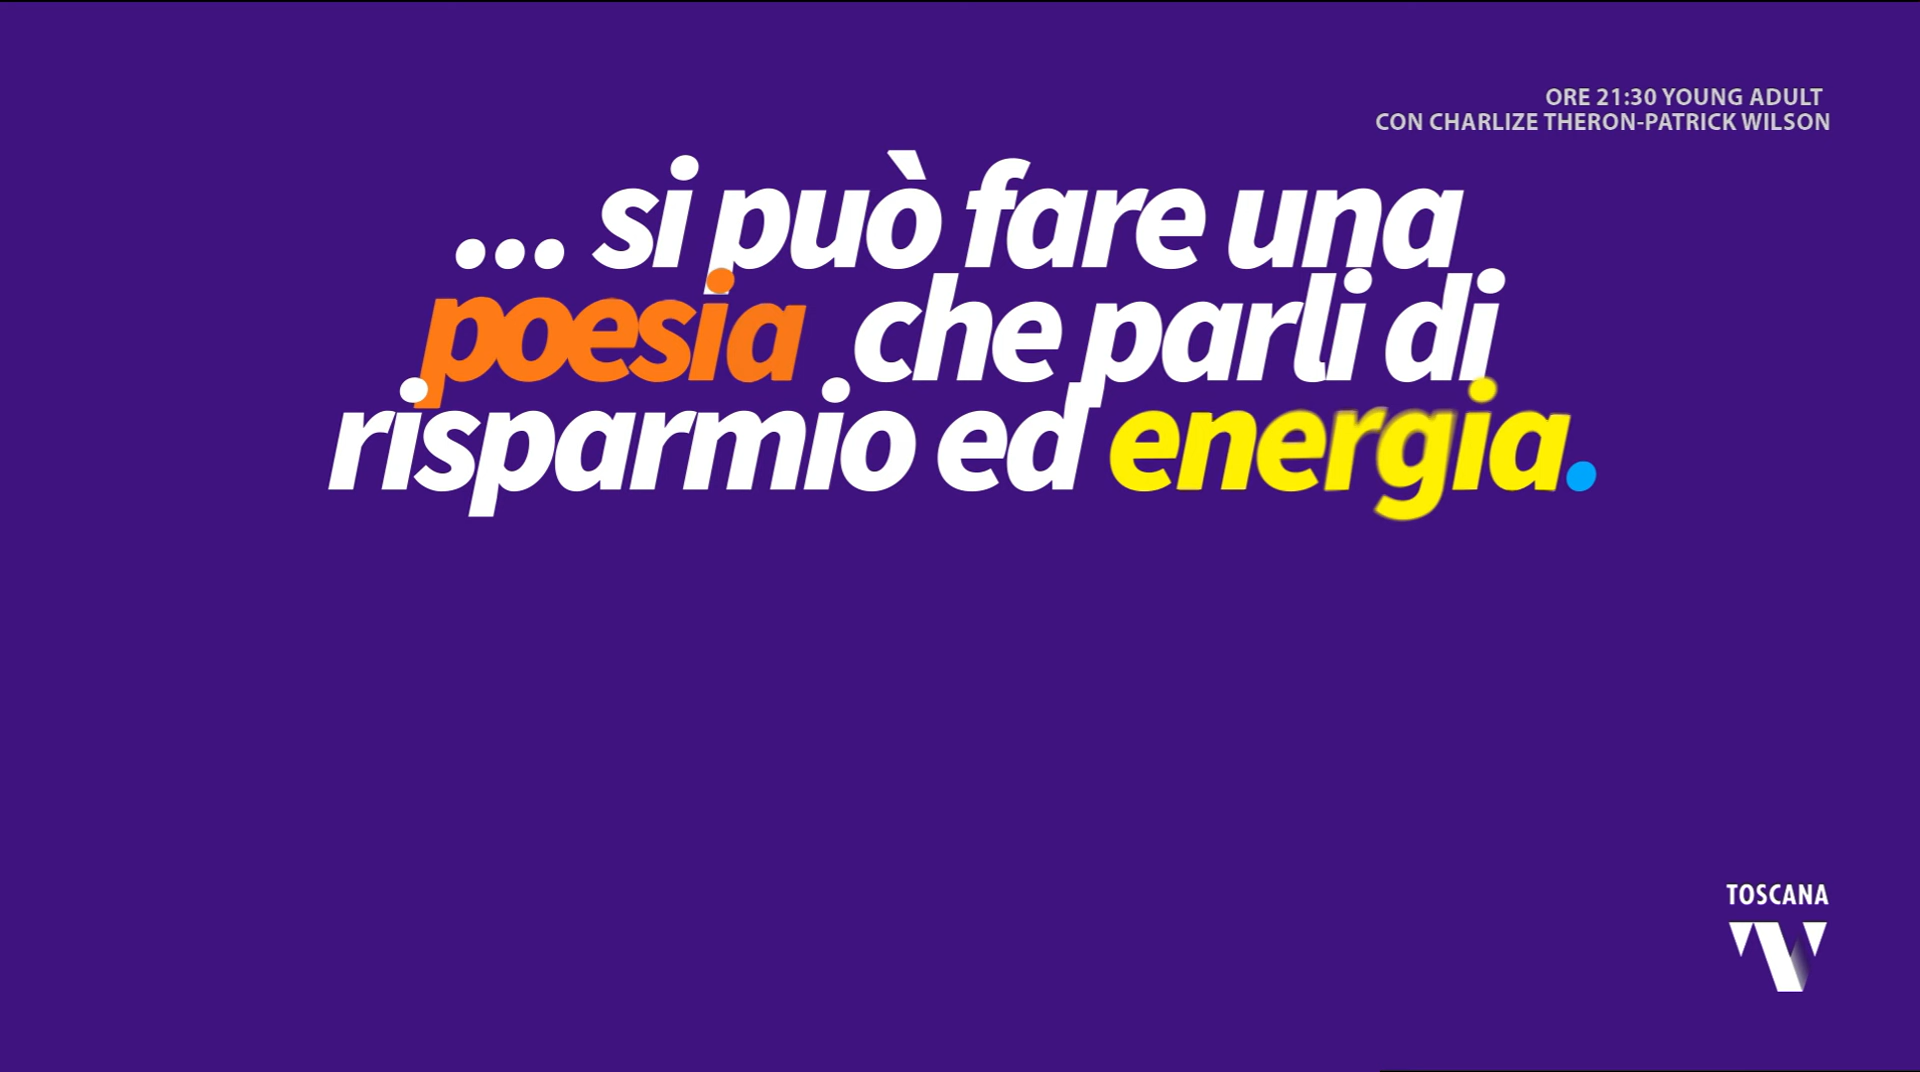 ORE 21:30 YOUNG ADULT
CON CHARLIZE THERON-PATRICK WILSON
... si può fare una
poesia che parli di
risparmio ed energia.
TOSCANA
TV